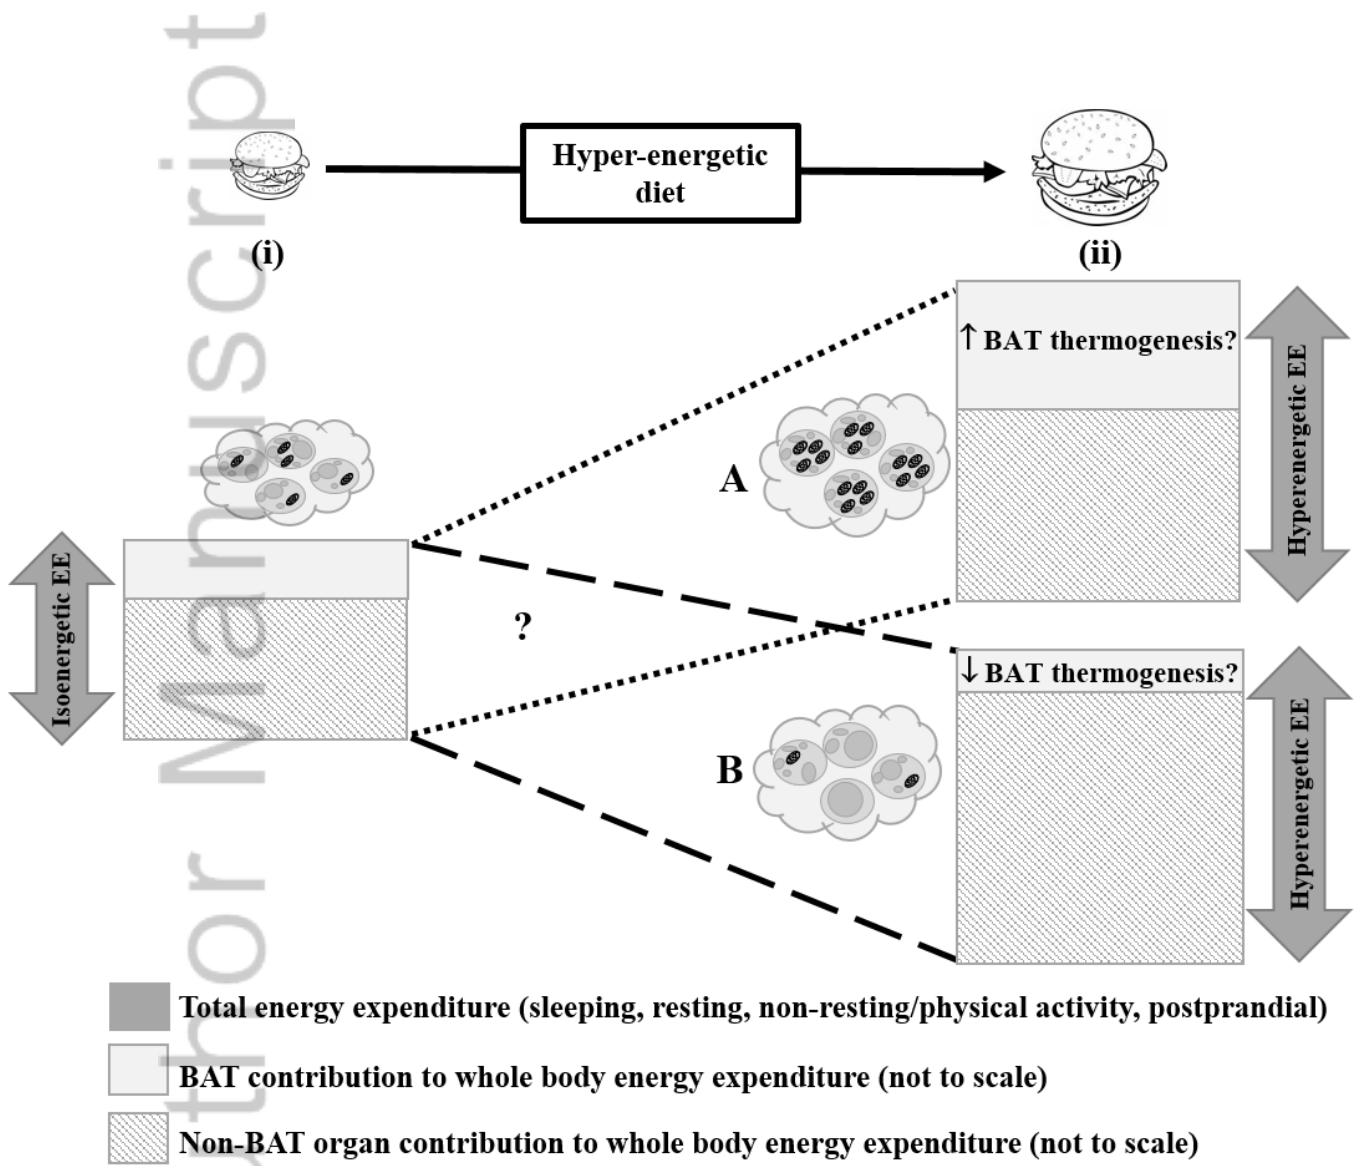 Hyper-energetic
diet
(i)
(ii)
↑ BAT thermogenesis?
Hyperenergetic EE
A
Isoenergetic EE
?
↓ BAT thermogenesis?
B
Hyperenergetic EE
Total energy expenditure (sleeping, resting, non-resting/physical activity, postprandial)
BAT contribution to whole body energy expenditure (not to scale)
Non-BAT organ contribution to whole body energy expenditure (not to scale)
thor Manuscript